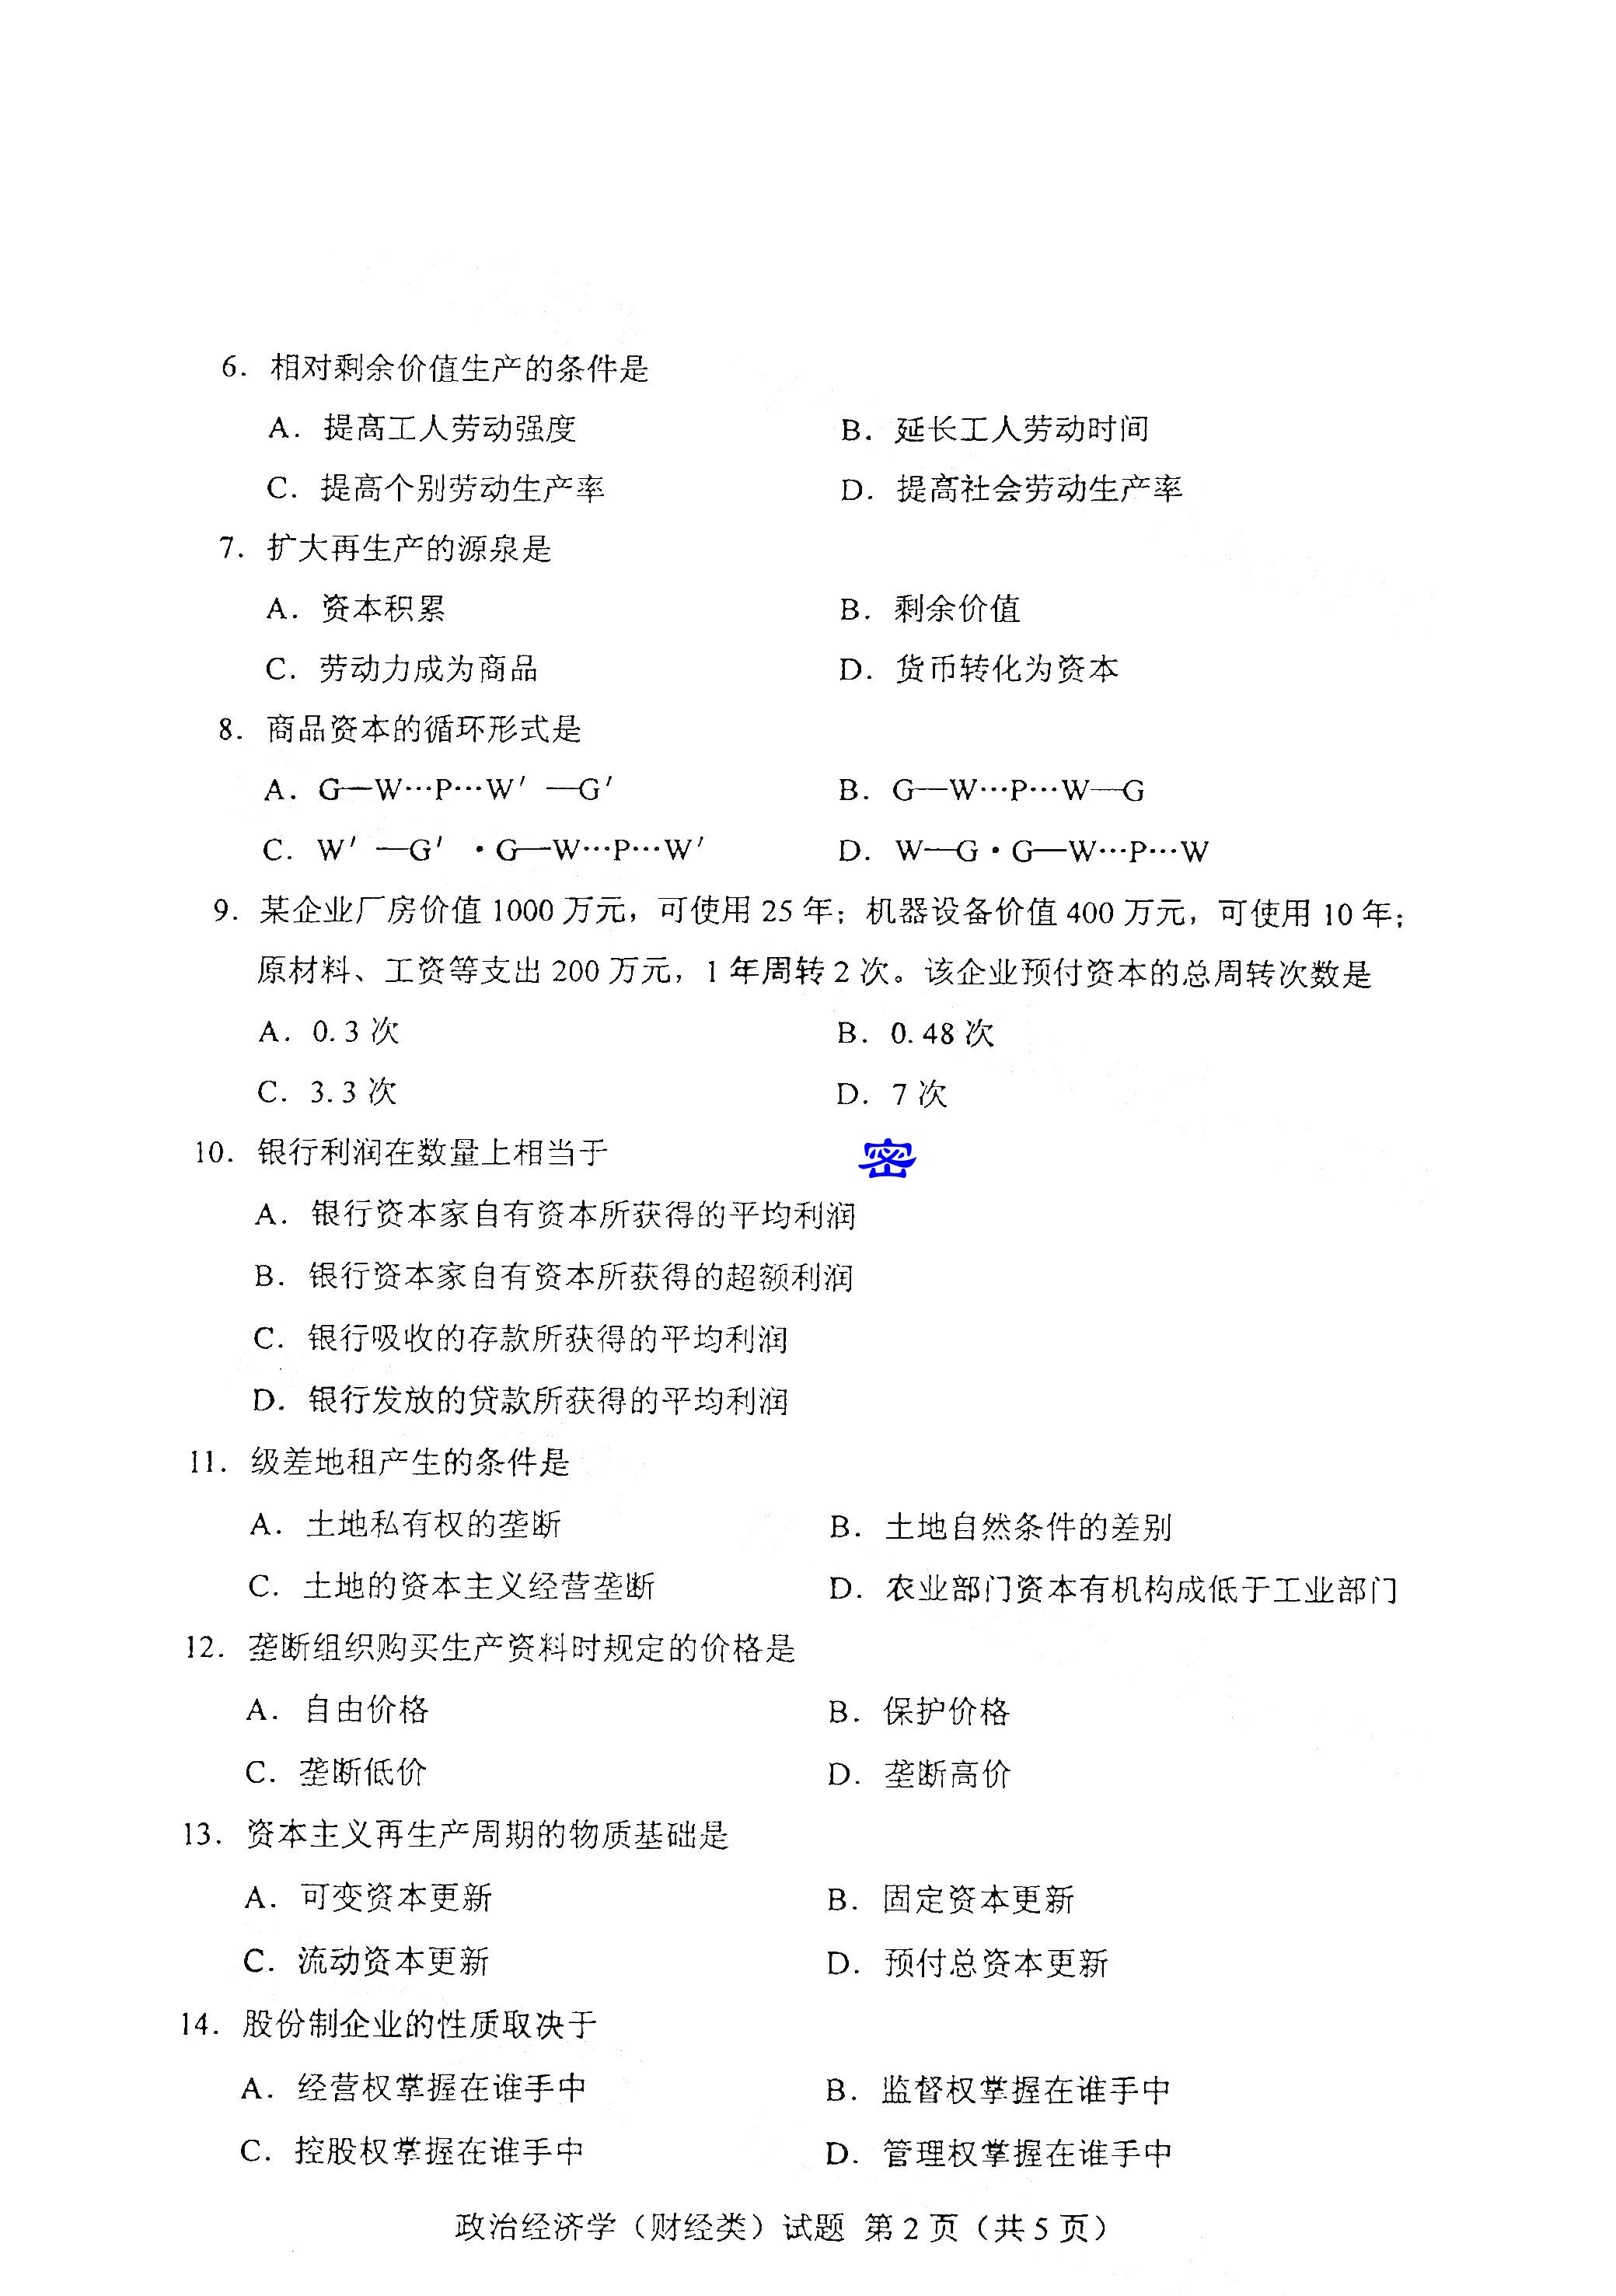 6. 相对剩余价值生产的条件是
A. 提高工人劳动强度 B. 延长工人劳动时间
C. 提高个别劳动生产率 D. 提高社会劳动生产率
7. 扩大再生产的源泉是
A. 资本积累 B. 剩余价值
C. 劳动力成为商品 D. 货币转化为资本
8. 商品资本的循环形式是
A. G—W…P…W′ —G′ B. G—W…P…W—G
C. W′ —G′ ·G—W…P…W′ D. W—G·G—W…P…W
9. 某企业厂房价值 1000 万元，可使用 25 年；机器设备价值 400 万元，可使用 10 年；
原材料、工资等支出 200 万元，1 年周转 2 次。该企业预付资本的总周转次数是
A. 0.3 次 B. 0.48 次
C. 3.3 次 D. 7 次
10. 银行利润在数量上相当于 密
A. 银行资本家自有资本所获得的平均利润
B. 银行资本家自有资本所获得的超额利润
C. 银行吸收的存款所获得的平均利润
D. 银行发放的贷款所获得的平均利润
11. 级差地租产生的条件是
A. 土地私有权的垄断 B. 土地自然条件的差别
C. 土地的资本主义经营垄断 D. 农业部门资本有机构成低于工业部门
12. 垄断组织购买生产资料时规定的价格是
A. 自由价格 B. 保护价格
C. 垄断低价 D. 垄断高价
13. 资本主义再生产周期的物质基础是
A. 可变资本更新 B. 固定资本更新
C. 流动资本更新 D. 预付总资本更新
14. 股份制企业的性质取决于
A. 经营权掌握在谁手中 B. 监督权掌握在谁手中
C. 控股权掌握在谁手中 D. 管理权掌握在谁手中
政治经济学（财经类）试题 第 2 页（共 5 页）